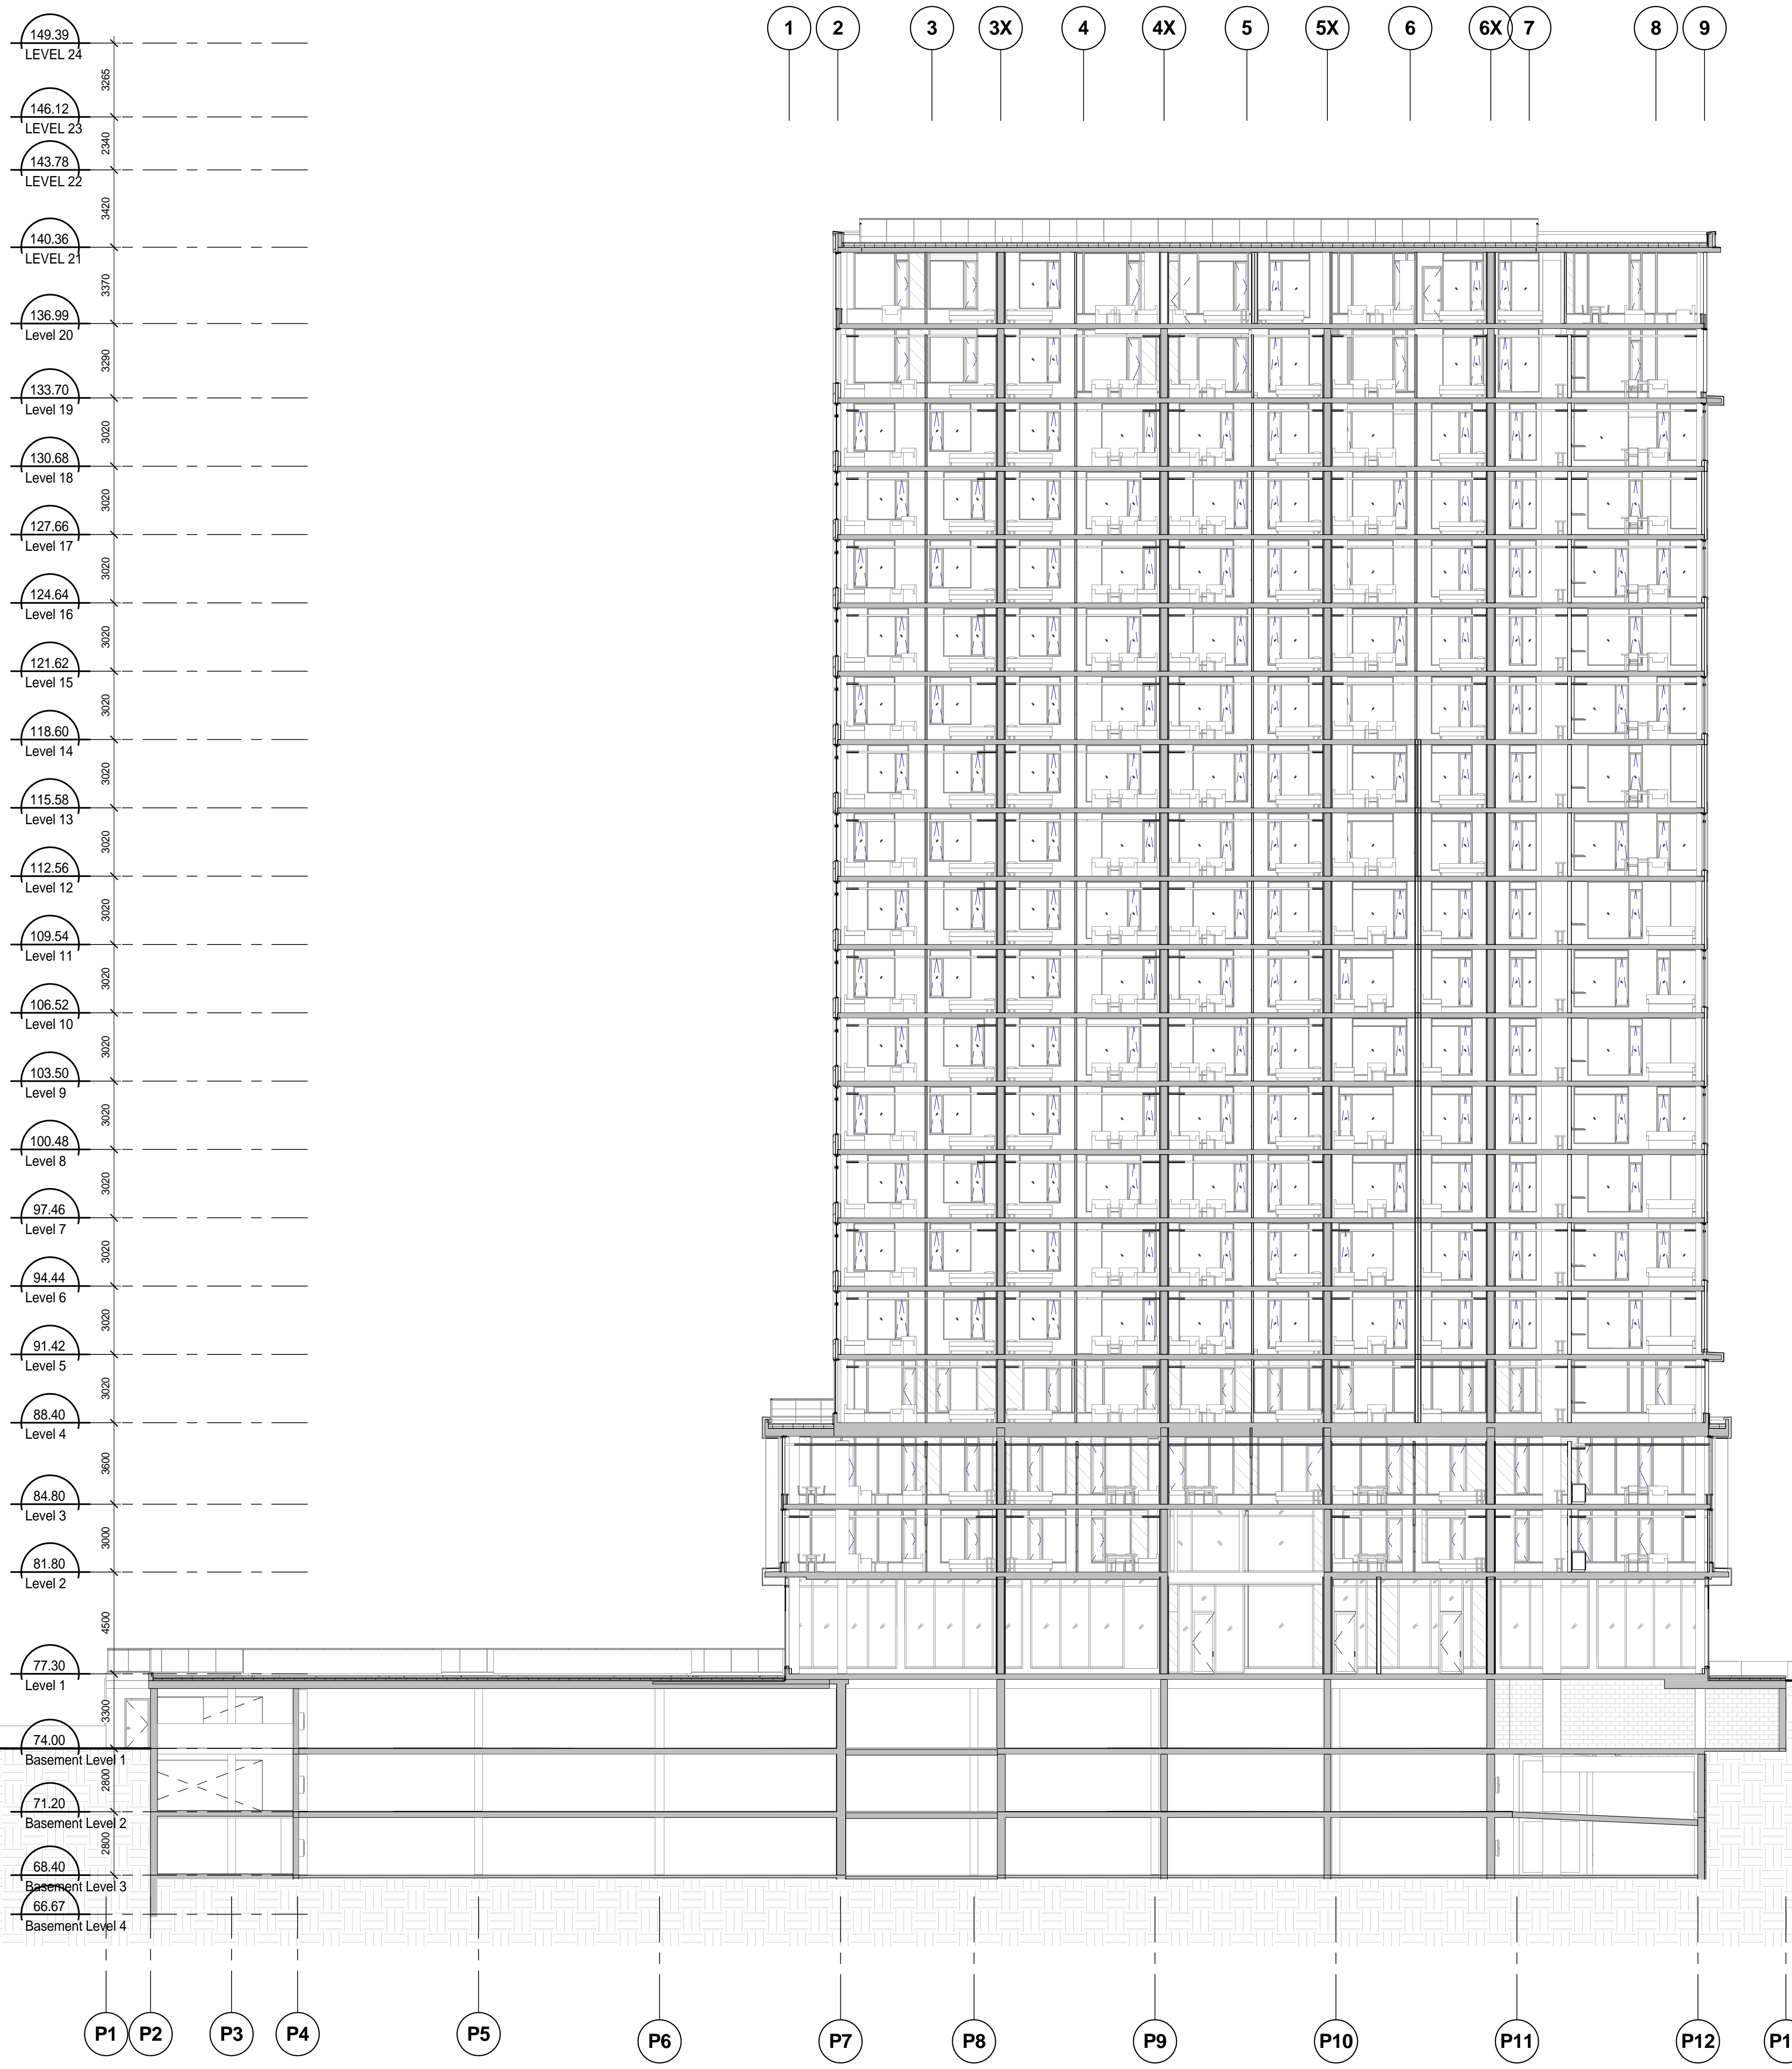 1 2 3 3X 4 4X 5 5X 6 6X 7 8 9
149.39
LEVEL 24
3265
146.12
LEVEL 23
2340
143.78
LEVEL 22
3420
140.36
LEVEL 21
3370
136.99
Level 20
3290
133.70
Level 19
3020
130.68
Level 18
3020
127.66
Level 17
3020
124.64
Level 16
3020
121.62
Level 15
3020
118.60
Level 14
3020
115.58
Level 13
3020
112.56
Level 12
3020
109.54
Level 11
3020
106.52
Level 10
3020
103.50
Level 9
3020
100.48
Level 8
3020
97.46
Level 7
3020
94.44
Level 6
3020
91.42
Level 5
3020
88.40
Level 4
3600
84.80
Level 3
3000
81.80
Level 2
4500
77.30
Level 1
3300
74.00
Basement Level 1
2800
71.20
Basement Level 2
2800
68.40
Basement Level 3
66.67
Basement Level 4
P1 P2 P3 P4 P5 P6 P7 P8 P9 P10 P11 P12